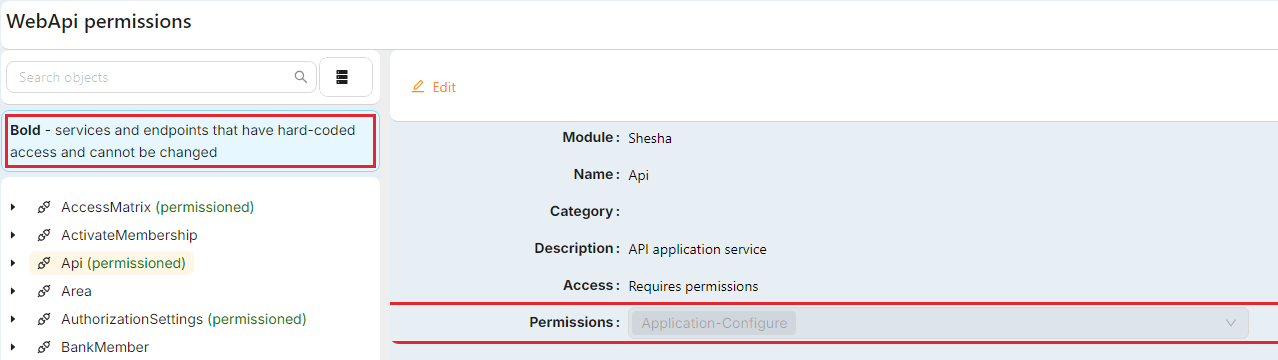 WebApi permissions
Search objects
Edit
Bold - services and endpoints that have hard-coded
access and cannot be changed
Module :
Shesha
Name :
Api
Category :
Description :
API application service
Access :
Requires permissions
Permissions :
Application-Configure
AccessMatrix (permissioned)
ActivateMembership
Api (permissioned)
Area
AuthorizationSettings (permissioned)
BankMember